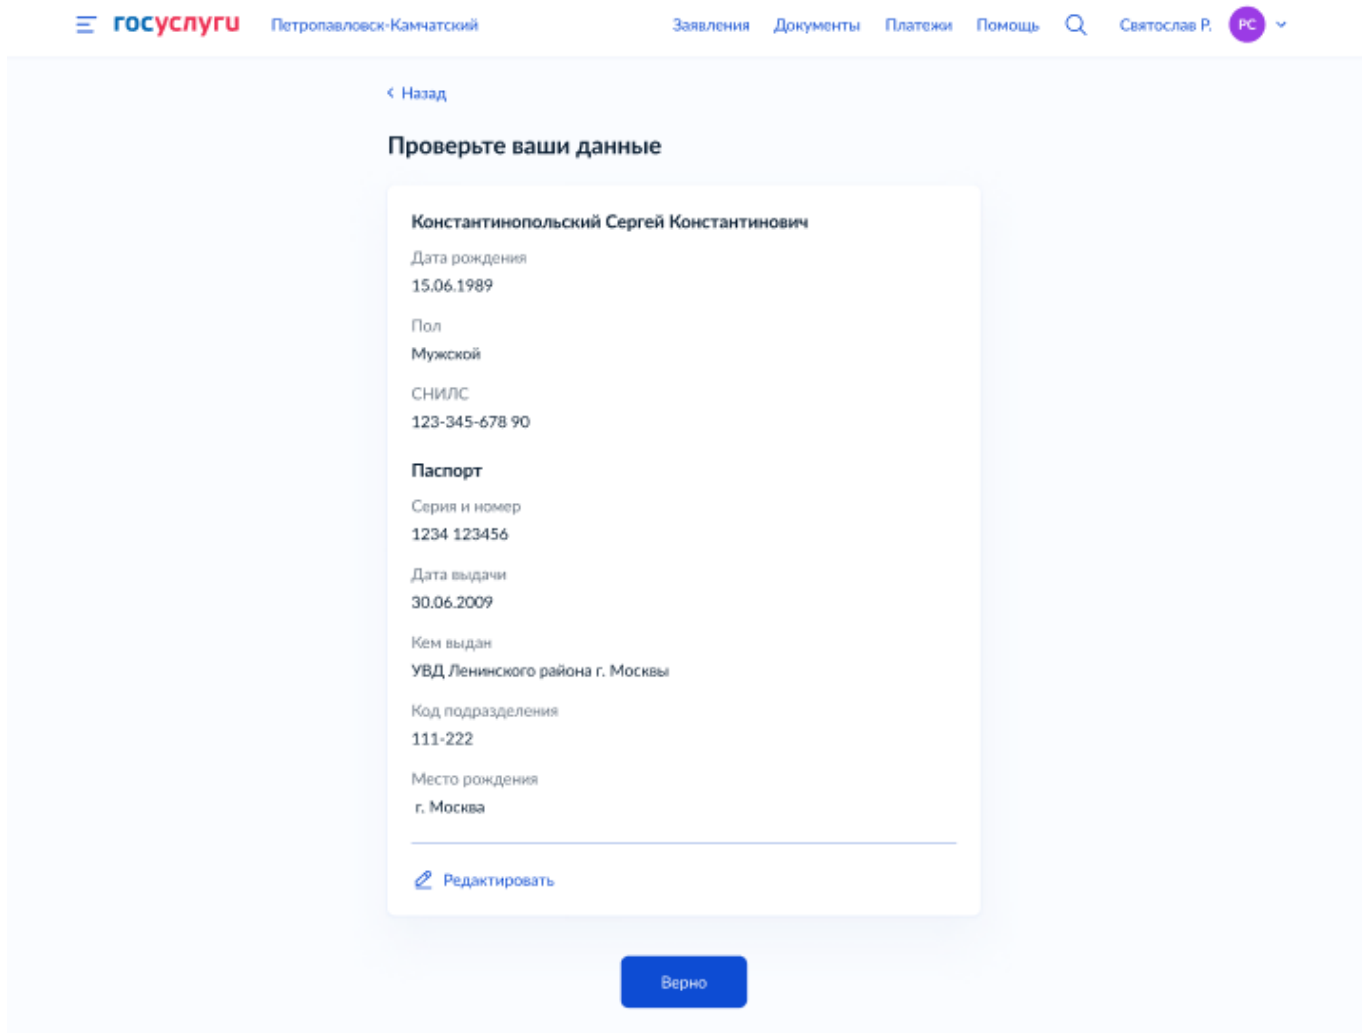 госуслуги Петропавловск-Камчатский Заявления Документы Платежи Помощь Святослав Р. РС
Назад
Проверьте ваши данные
Константинопольский Сергей Константинович
Дата рождения
15.06.1989
Пол
Мужской
СНИЛС
123-345-678 90
Паспорт
Серия и номер
1234 123456
Дата выдачи
30.06.2009
Кем выдан
УВД Ленинского района г. Москвы
Код подразделения
111-222
Место рождения
г. Москва
Редактировать
Верно